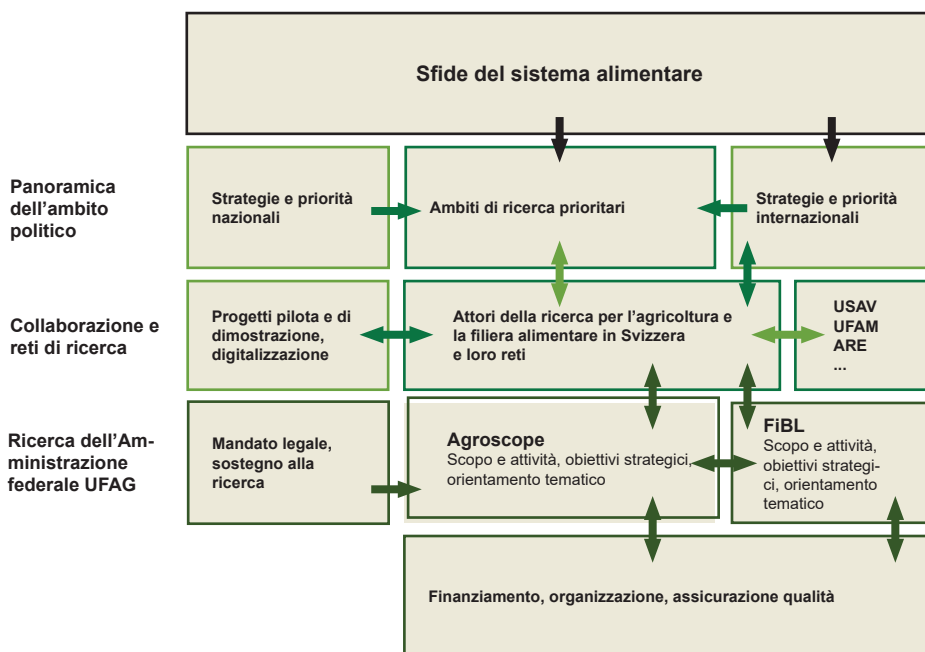 Sfide del sistema alimentare
Panoramica
dell'ambito
politico
Strategie e priorità
nazionali
Ambiti di ricerca prioritari
Strategie e priorità
internazionali
Collaborazione e
reti di ricerca
Progetti pilota e di
dimostrazione,
digitalizzazione
Attori della ricerca per l'agricoltura e
la filiera alimentare in Svizzera
e loro reti
USAV
UFAM
ARE
...
Ricerca dell'Am-
ministrazione
federale UFAG
Mandato legale,
sostegno alla
ricerca
Agroscope
Scopo e attività, obiettivi strategici,
orientamento tematico
FiBL
Scopo e attività,
obiettivi strategi-
ci, orientamento
tematico
Finanziamento, organizzazione, assicurazione qualità